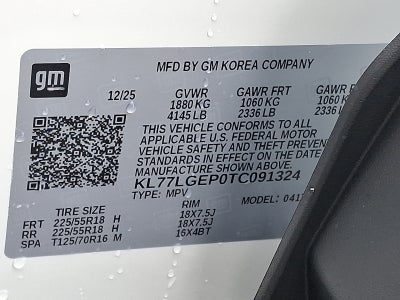 gm
MFD BY GM KOREA COMPANY
12/25 GVWR GAWR FRT GAWR
1880 KG 1060 KG 1060 K
4145 LB 2336 LB 2336 L
THIS VEHICLE CONFORMS TO ALL
APPLICABLE U.S. FEDERAL MOTOR
VEHICLE SAFETY AND THEFT PREVE
STANDARDS IN EFFECT ON THE DA
MANUFACTURE SHOWN ABOVE.
KL77LGEP0TC091324
TYPE: MPV MODEL: 041
TIRE SIZE RIM
FRT 225/55R18 H 18X7.5J
RR 225/55R18 H 18X7.5J
SPA T125/70R16 M 16X4BT